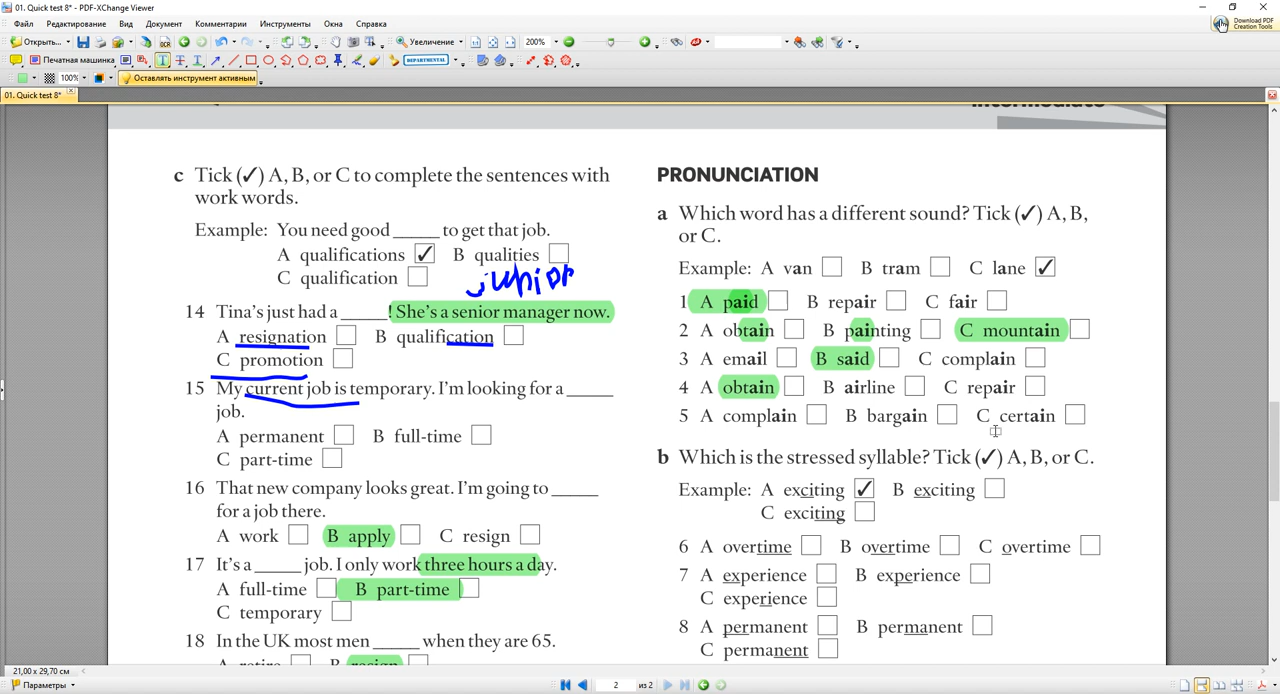 01. Quick test 8* - PDF-XChange Viewer
Файл Редактирование Вид Документ Комментарии Инструменты Окна Справка
Download PDF
Creation Tools
Открыть... OCR Увеличение 200%
Печатная машинка DEPARTMENTAL
100% Оставлять инструмент активным
01. Quick test 8*
c Tick (✓) A, B, or C to complete the sentences with
work words.
Example: You need good _____ to get that job.
A qualifications ✓ B qualities
C qualification
junior
14 Tina's just had a _____! She's a senior manager now.
A resignation B qualification
C promotion
15 My current job is temporary. I'm looking for a _____
job.
A permanent B full-time
C part-time
16 That new company looks great. I'm going to _____
for a job there.
A work B apply C resign
17 It's a _____ job. I only work three hours a day.
A full-time B part-time
C temporary
18 In the UK most men _____ when they are 65.
A retire B resign
Intermediate
PRONUNCIATION
a Which word has a different sound? Tick (✓) A, B,
or C.
Example: A van B tram C lane ✓
1 A paid B repair C fair
2 A obtain B painting C mountain
3 A email B said C complain
4 A obtain B airline C repair
5 A complain B bargain C certain
b Which is the stressed syllable? Tick (✓) A, B, or C.
Example: A exciting ✓ B exciting
C exciting
6 A overtime B overtime C overtime
7 A experience B experience
C experience
8 A permanent B permanent
C permanent
21,00 x 29,70 см
Параметры 2 из 2